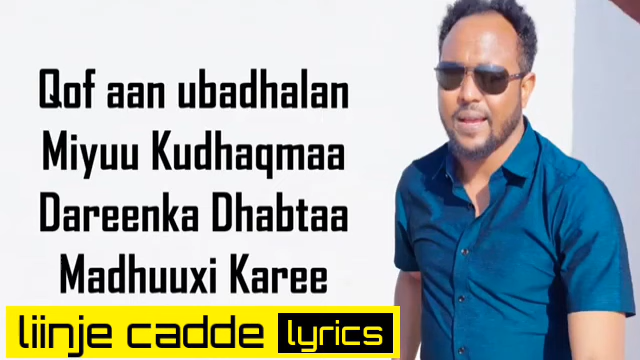 Qof aan ubadhalan
Miyuu Kudhaqmaa
Dareenka Dhabtaa
Madhuuxi Karee
liinje cadde lyrics